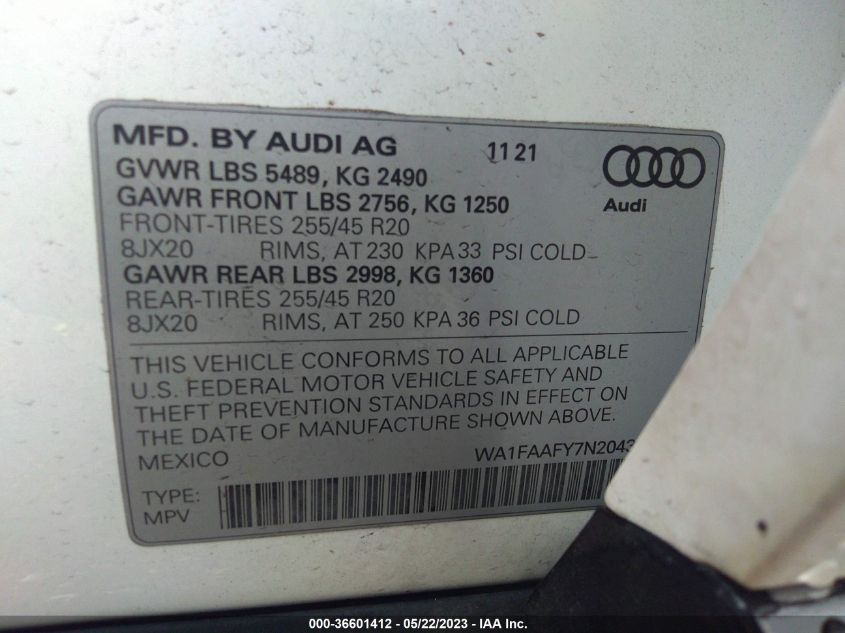 MFD. BY AUDI AG 11 21
GVWR LBS 5489, KG 2490
GAWR FRONT LBS 2756, KG 1250
Audi
FRONT-TIRES 255/45 R20
8JX20 RIMS, AT 230 KPA 33 PSI COLD
GAWR REAR LBS 2998, KG 1360
REAR-TIRES 255/45 R20
8JX20 RIMS, AT 250 KPA 36 PSI COLD
THIS VEHICLE CONFORMS TO ALL APPLICABLE
U.S. FEDERAL MOTOR VEHICLE SAFETY AND
THEFT PREVENTION STANDARDS IN EFFECT ON
THE DATE OF MANUFACTURE SHOWN ABOVE.
MEXICO WA1FAAFY7N2043
TYPE:
MPV
000-36601412 - 05/22/2023 - IAA Inc.